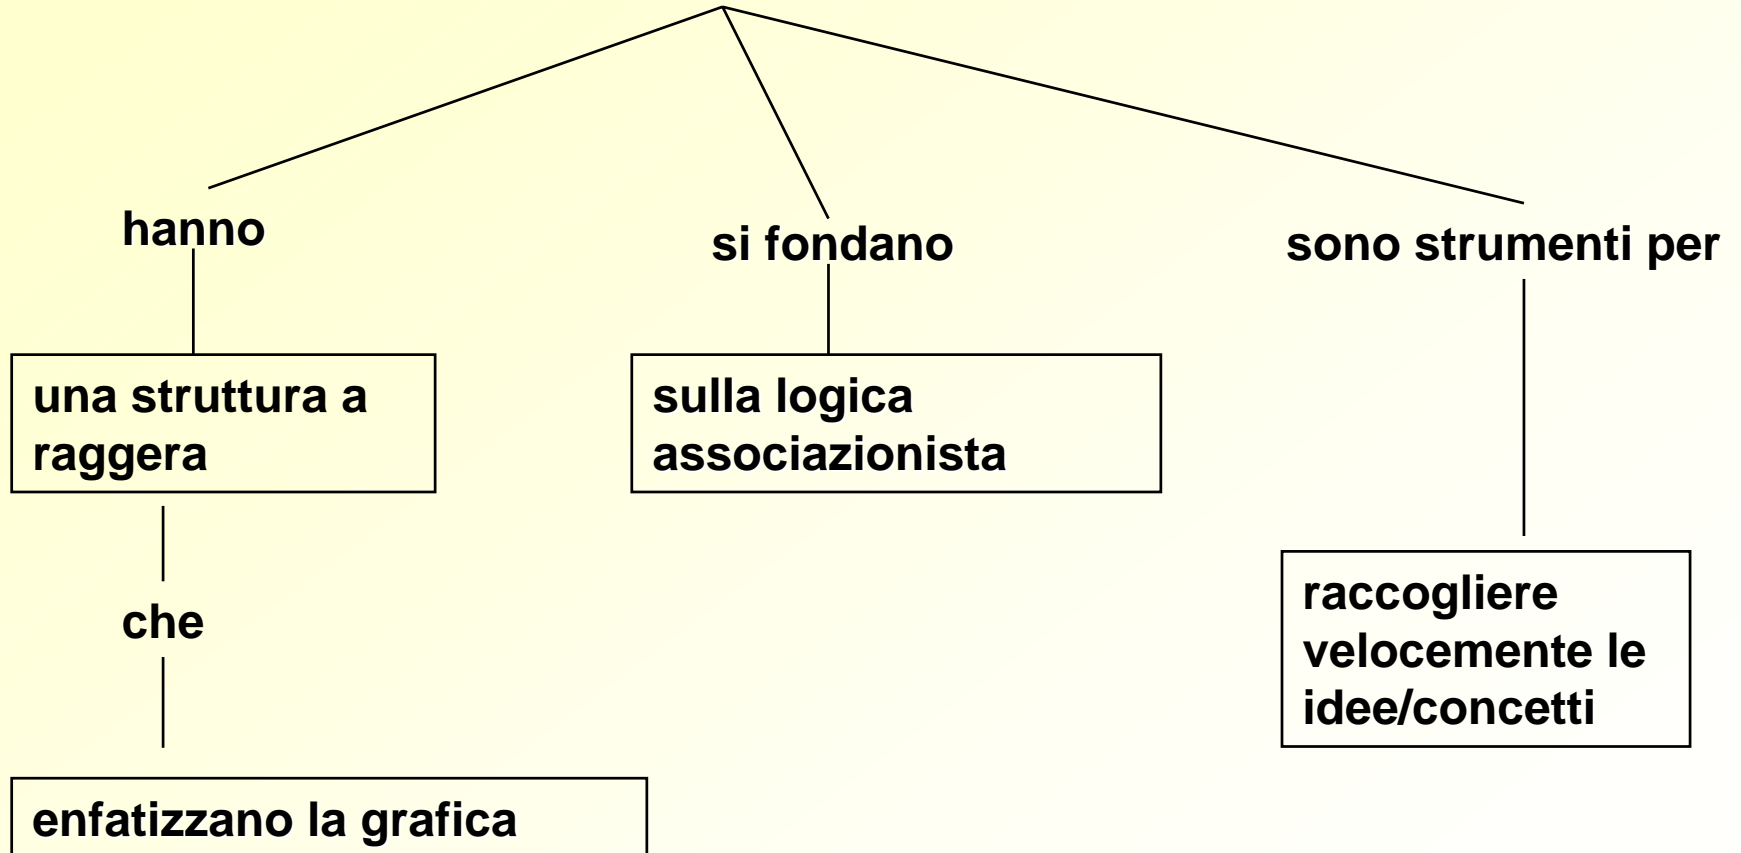 hanno
una struttura a
raggera
che
enfatizzano la grafica
si fondano
sulla logica
associazionista
sono strumenti per
raccogliere
velocemente le
idee/concetti